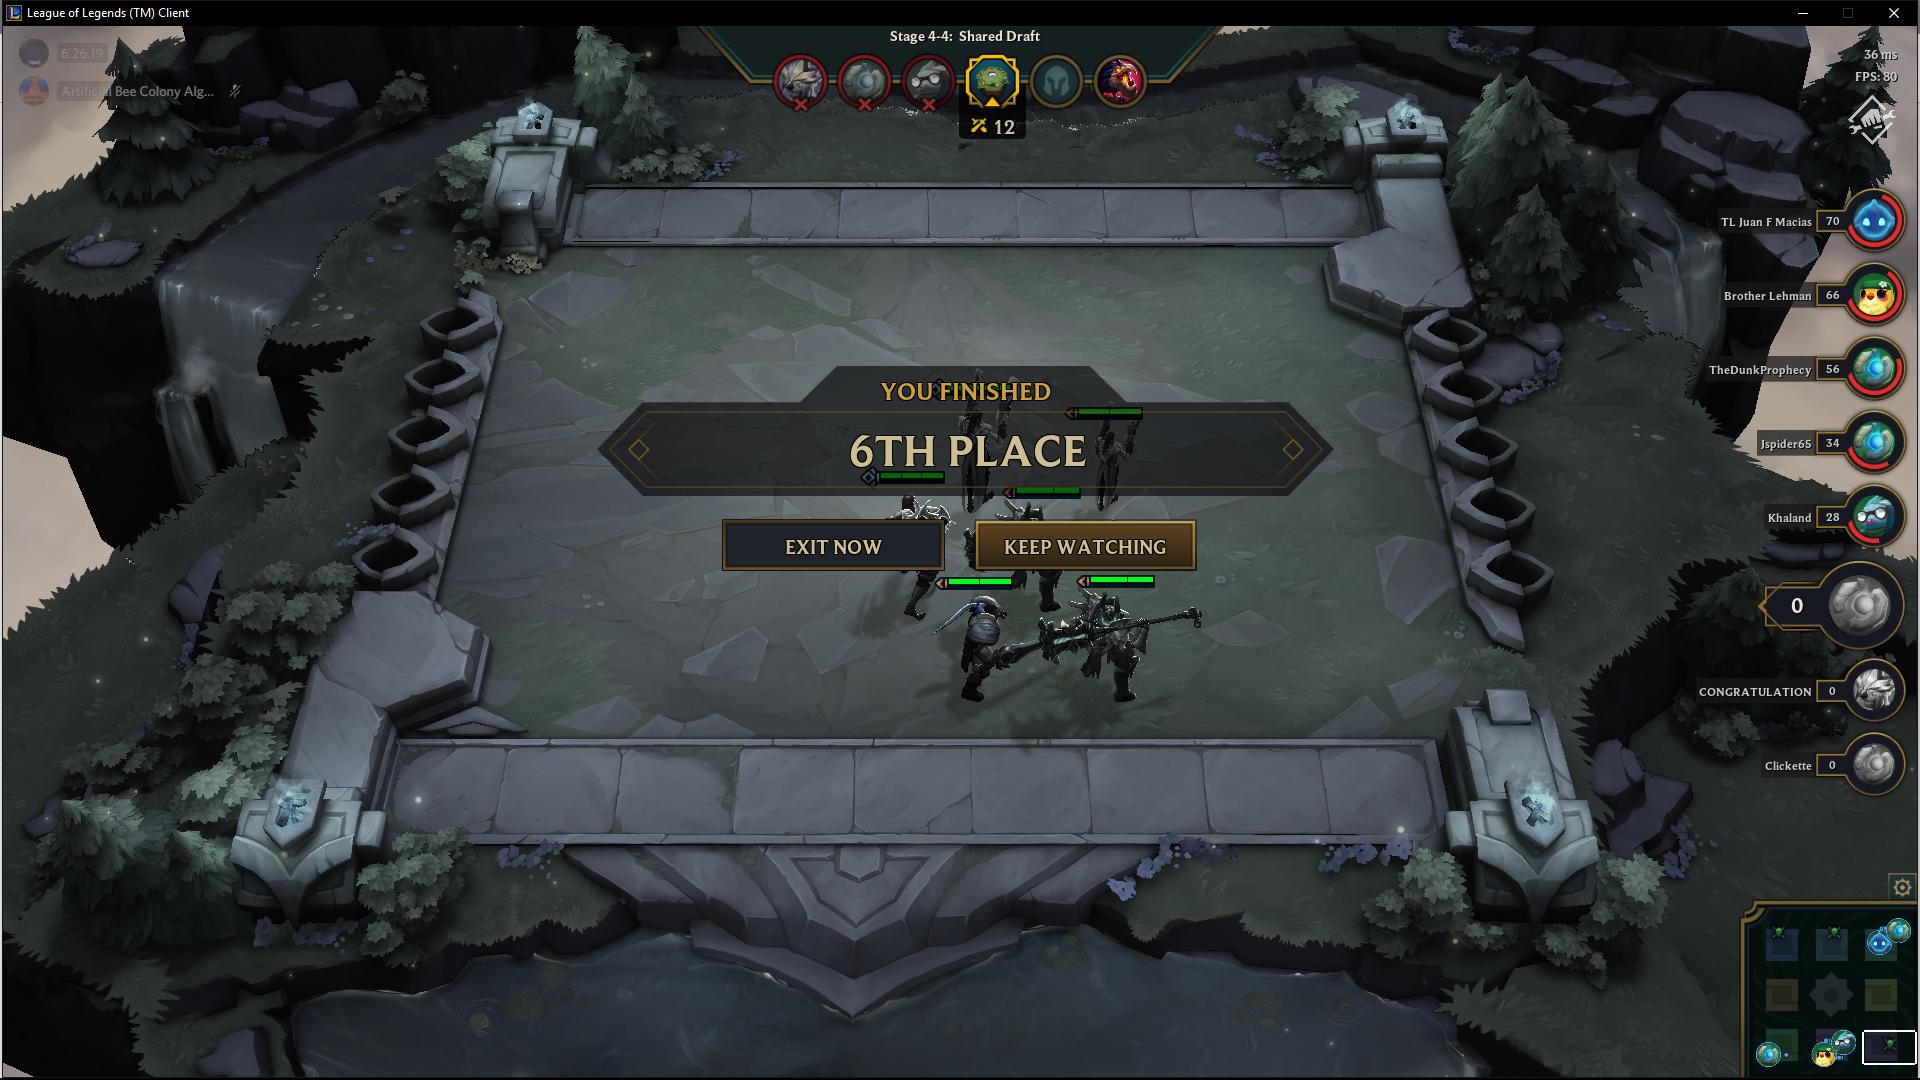 League of Legends (TM) Client
Stage 4-4: Shared Draft
6.26.19
36 ms
FPS: 80
Artificial Bee Colony Alg...
12
TL Juan F Macias 70
Brother Lehman 66
TheDunkProphecy 56
YOU FINISHED
6TH PLACE
Jspider65 34
Khaland 28
EXIT NOW
KEEP WATCHING
0
CONGRATULATION 0
Clickette 0